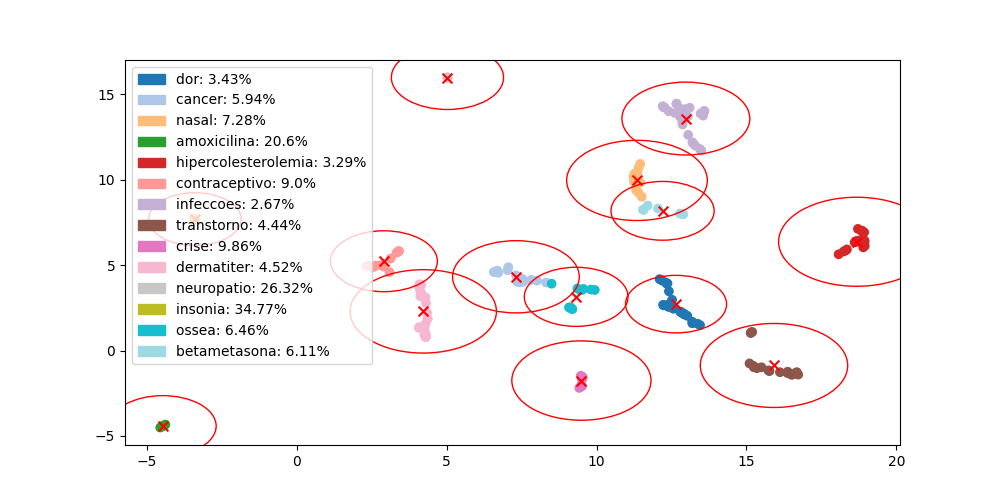 dor: 3.43%
cancer: 5.94%
nasal: 7.28%
amoxicilina: 20.6%
hipercolesterolemia: 3.29%
contraceptivo: 9.0%
infeccoes: 2.67%
transtorno: 4.44%
crise: 9.86%
dermatiter: 4.52%
neuropatio: 26.32%
insonia: 34.77%
ossea: 6.46%
betametasona: 6.11%
15
10
5
0
−5
−5 0 5 10 15 20